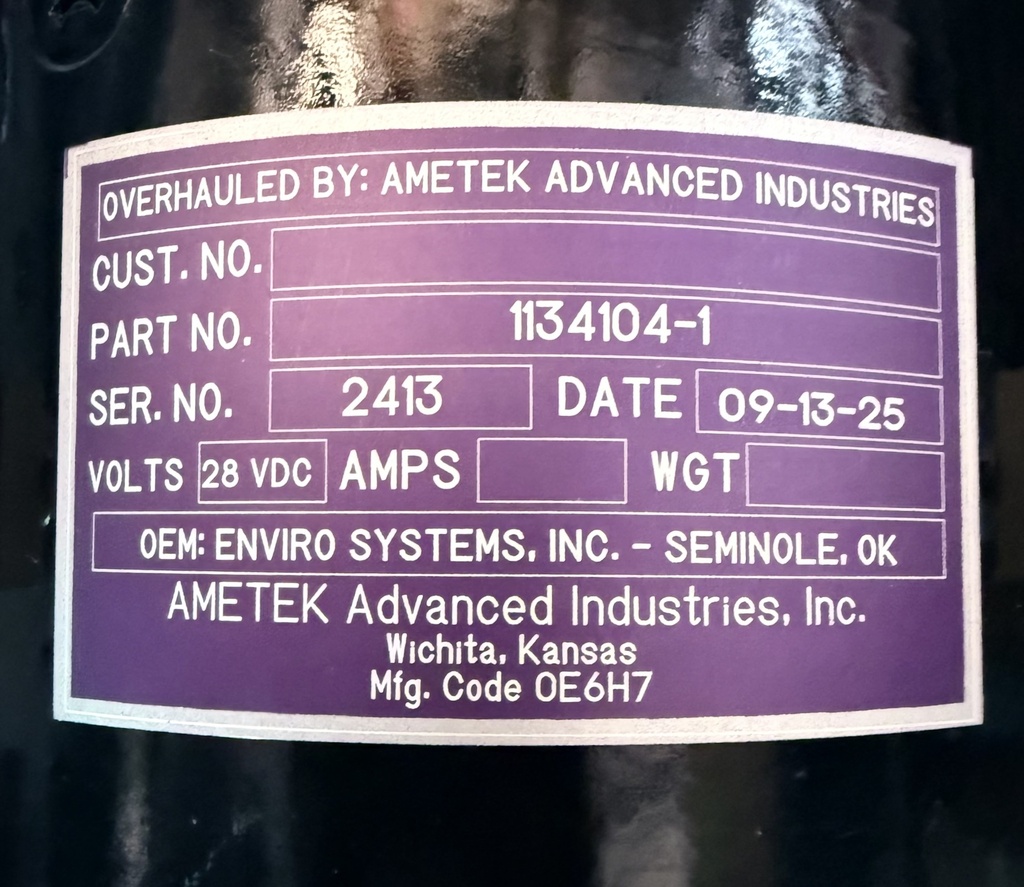 OVERHAULED BY: AMETEK ADVANCED INDUSTRIES
CUST. NO.
PART NO. 1134104-1
SER. NO. 2413 DATE 09-13-25
VOLTS 28 VDC AMPS WGT
OEM: ENVIRO SYSTEMS, INC. - SEMINOLE, OK
AMETEK Advanced Industries, Inc.
Wichita, Kansas
Mfg. Code 0E6H7